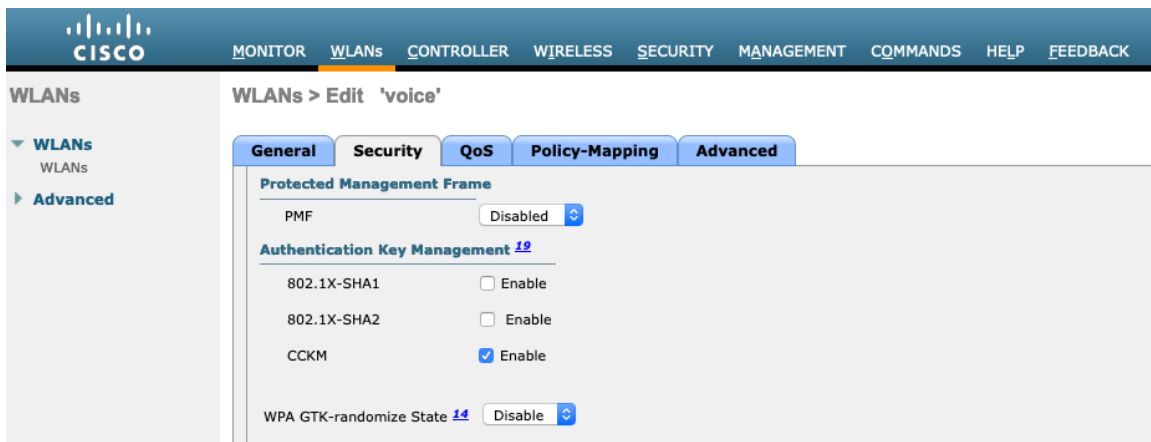 CISCO
MONITOR WLANs CONTROLLER WIRELESS SECURITY MANAGEMENT COMMANDS HELP FEEDBACK
WLANs
WLANs
WLANs
Advanced
WLANs > Edit 'voice'
General Security QoS Policy-Mapping Advanced
Protected Management Frame
PMF Disabled
Authentication Key Management 19
802.1X-SHA1 Enable
802.1X-SHA2 Enable
CCKM Enable
WPA GTK-randomize State 14 Disable